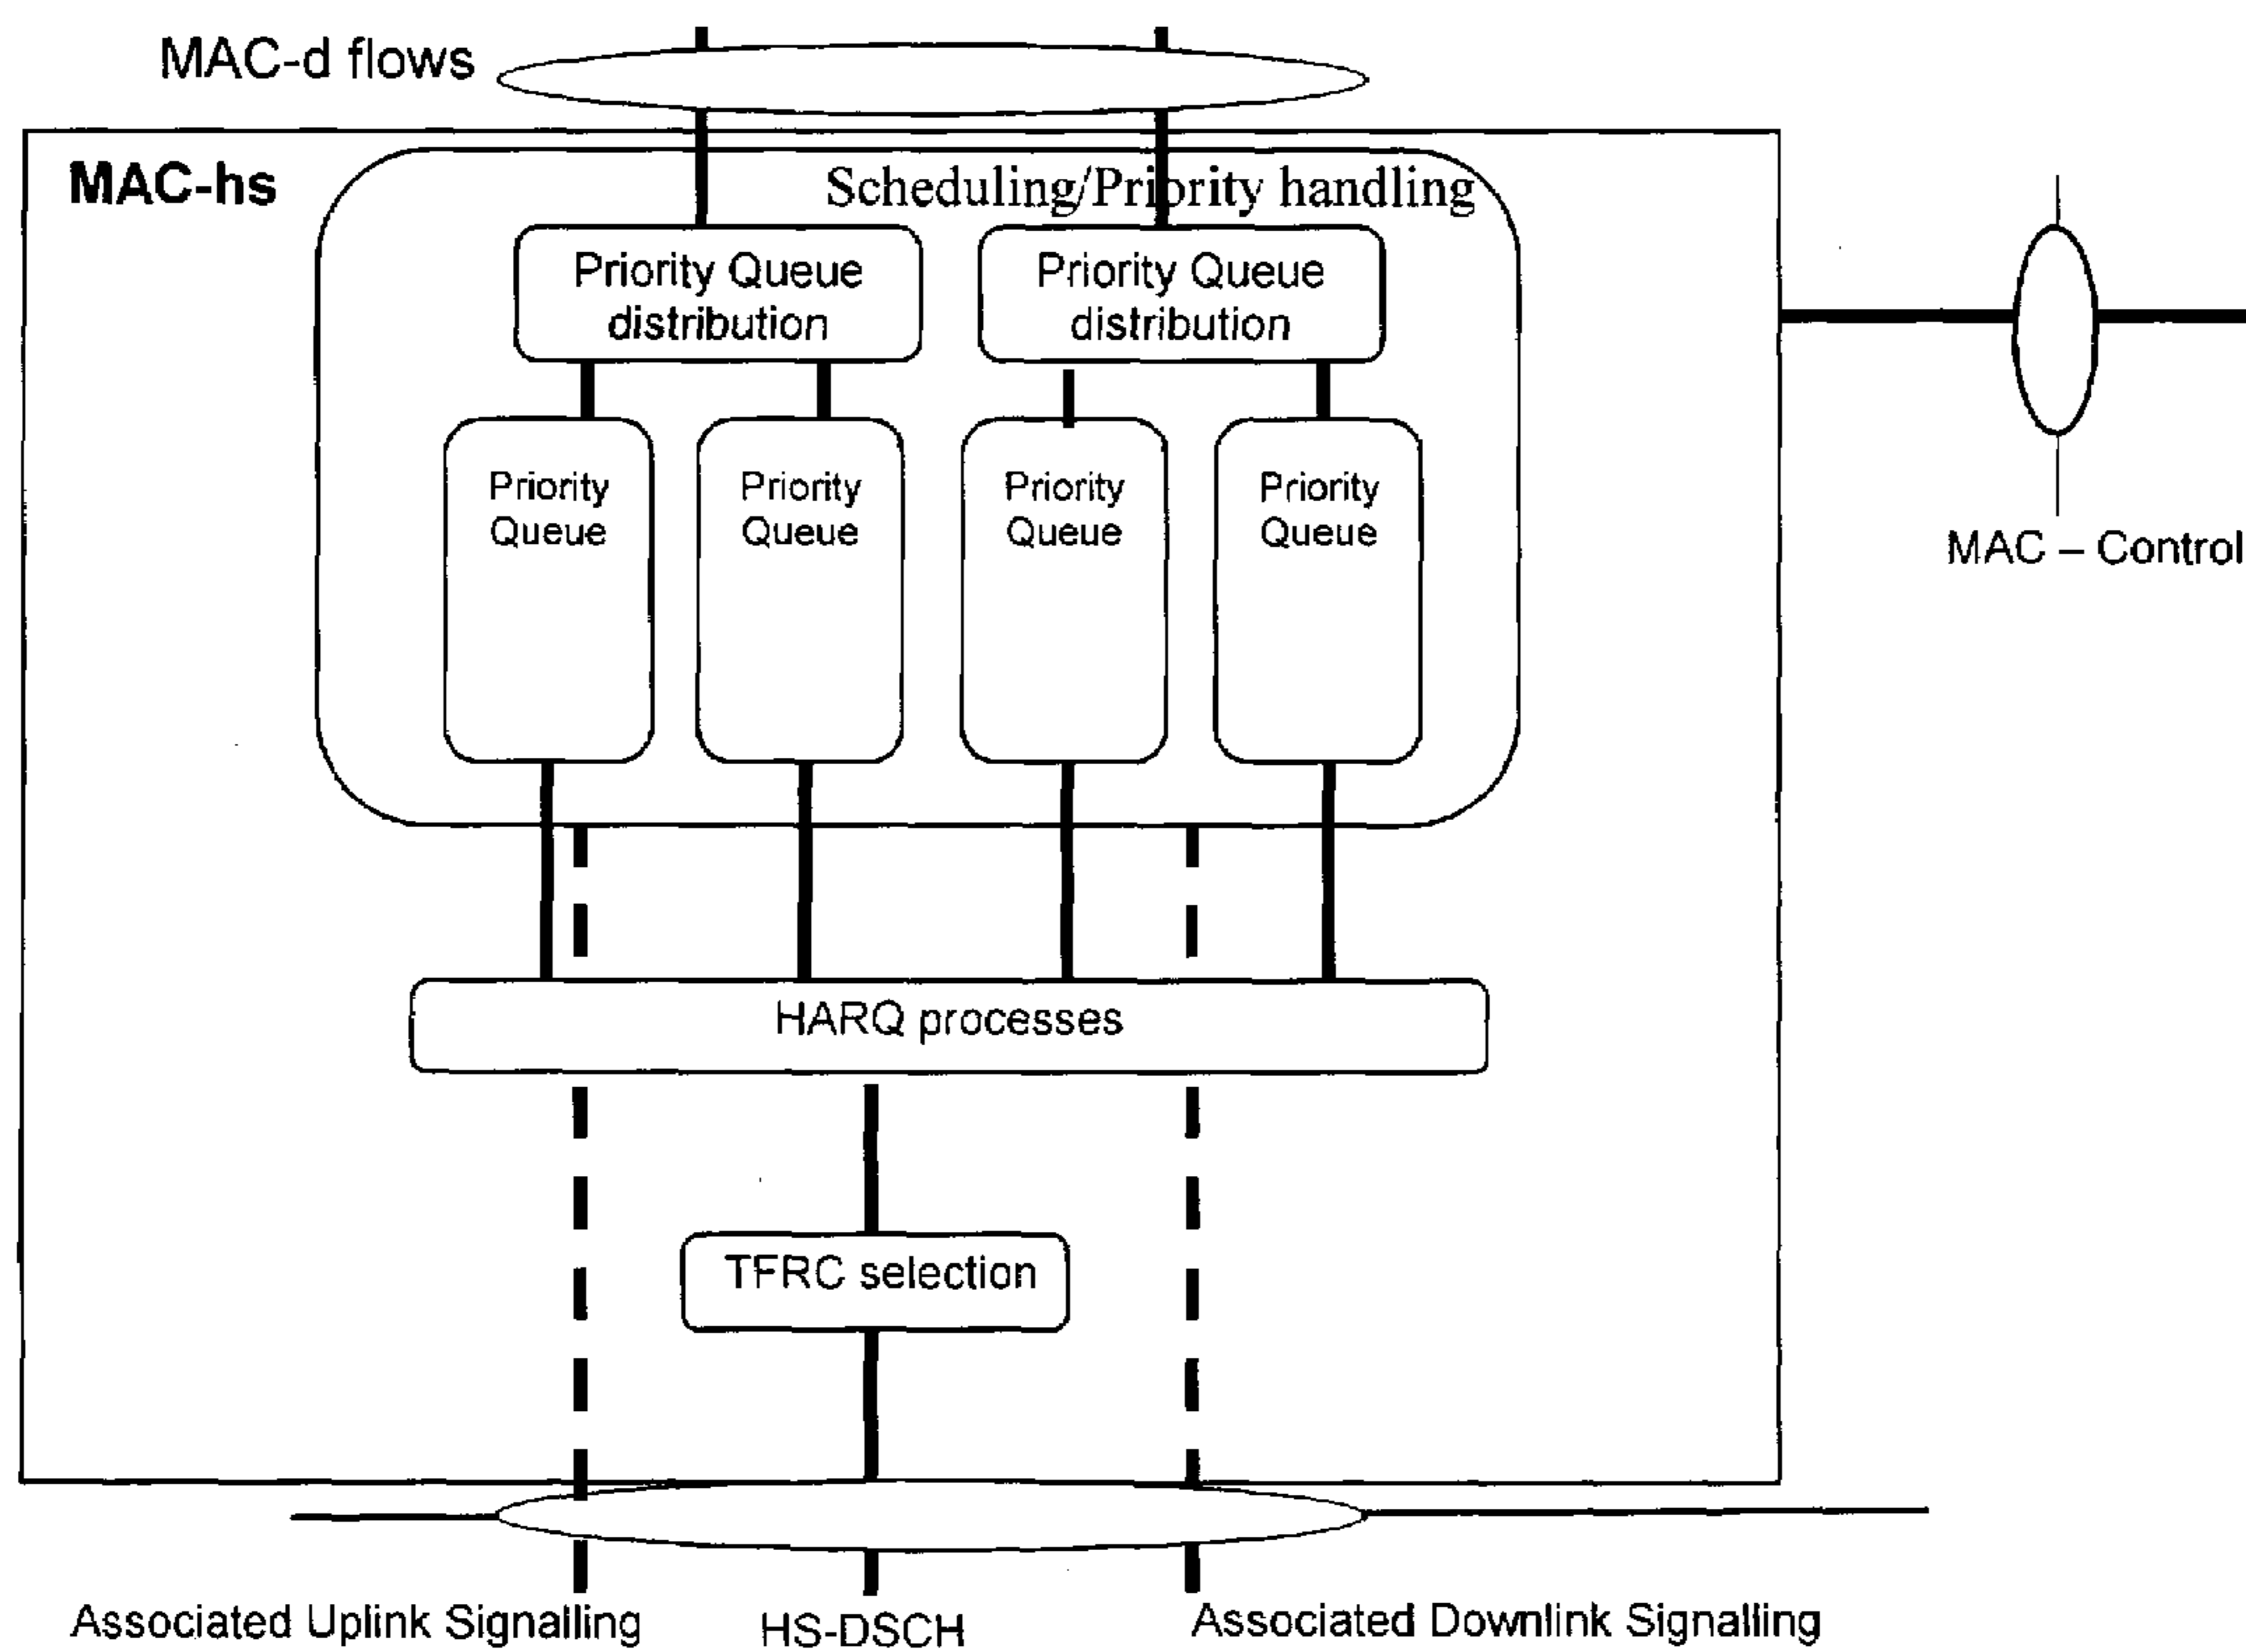 MAC-d flows
MAC-hs
Scheduling/Priority handling
Priority Queue
distribution
Priority Queue
distribution
Priority
Queue
Priority
Queue
Priority
Queue
Priority
Queue
MAC – Control
HARQ processes
TFRC selection
Associated Uplink Signalling
HS-DSCH
Associated Downlink Signalling